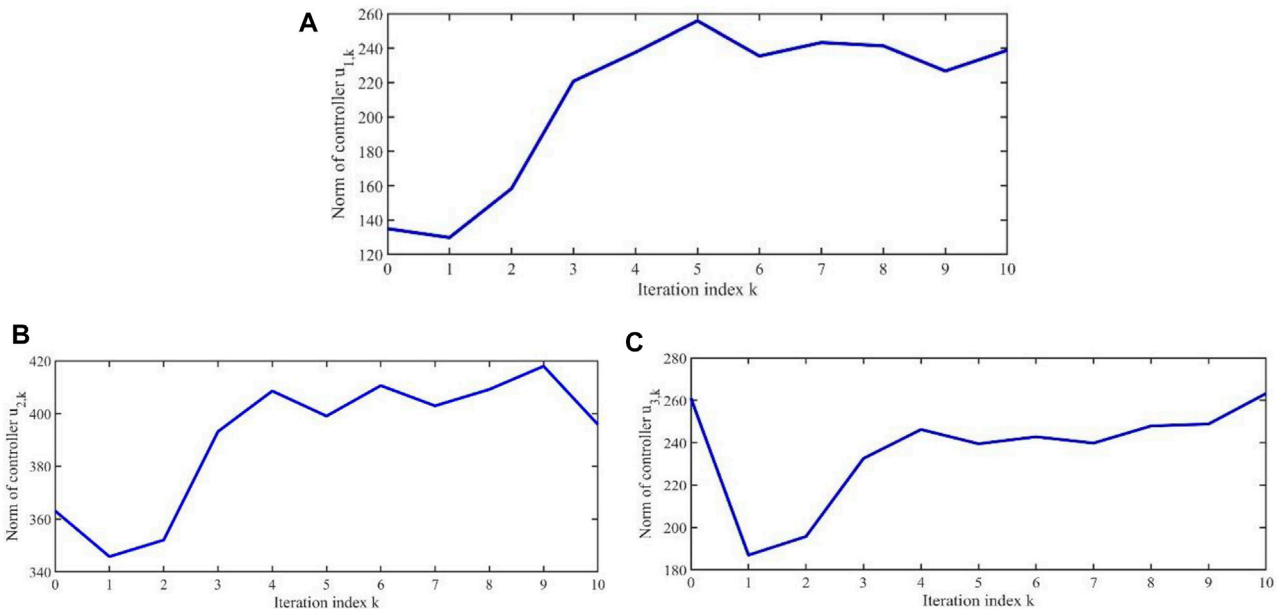 A
Norm of controller u1,k
260
240
220
200
180
160
140
120
0 1 2 3 4 5 6 7 8 9 10
Iteration index k
B
Norm of controller u2,k
420
400
380
360
340
0 1 2 3 4 5 6 7 8 9 10
Iteration index k
C
Norm of controller u3,k
280
260
240
220
200
180
0 1 2 3 4 5 6 7 8 9 10
Iteration index k